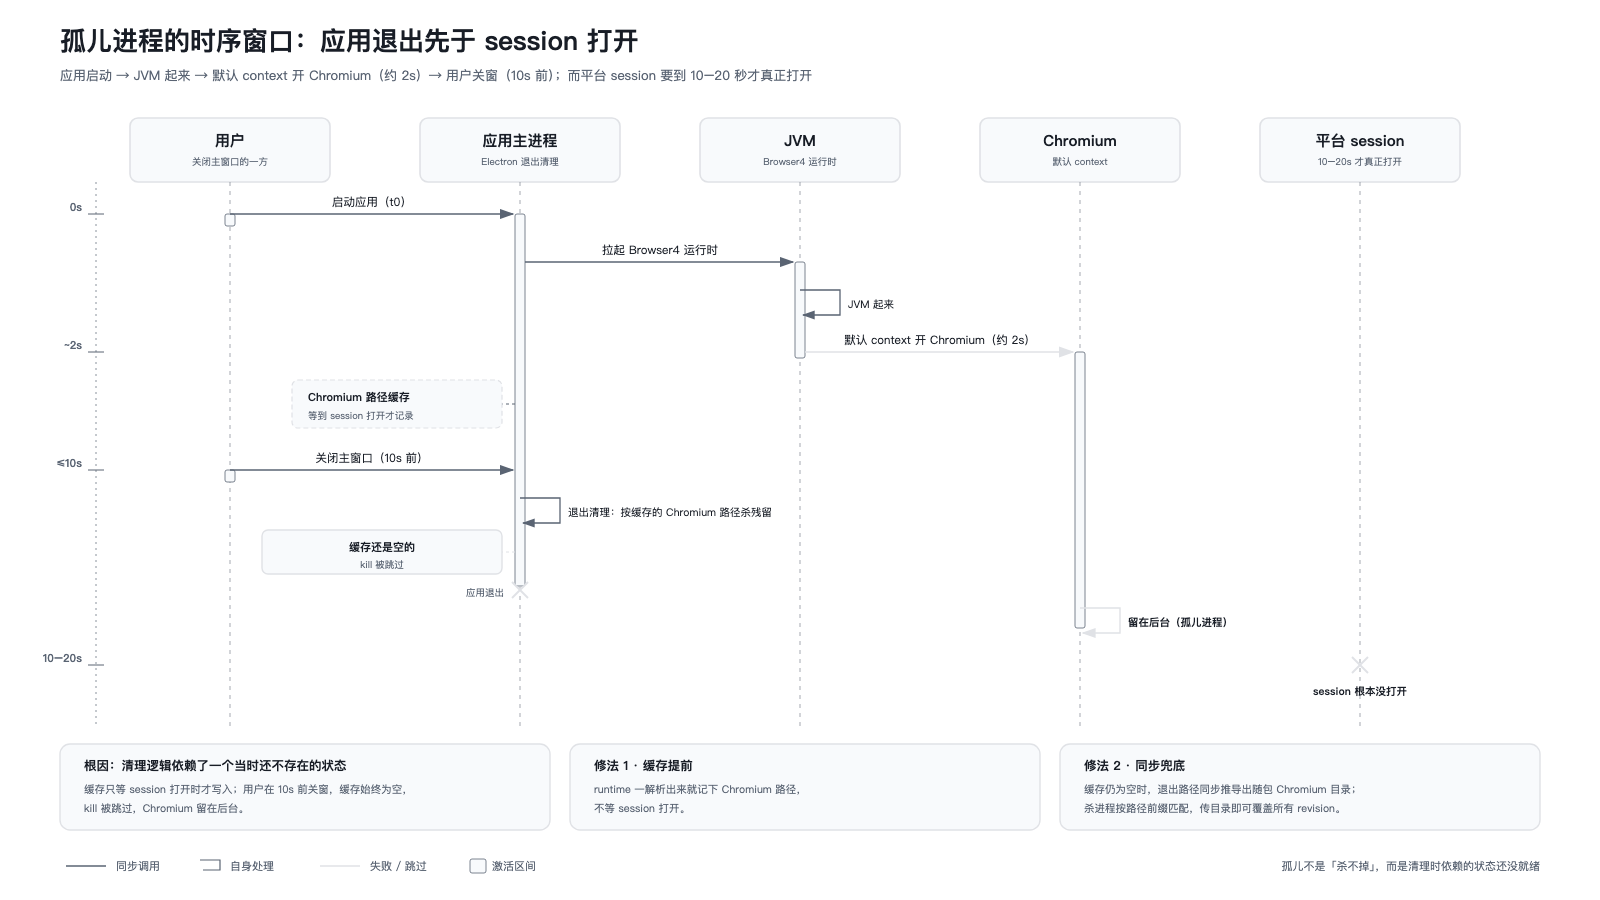 孤儿进程的时序窗口：应用退出先于 session 打开
应用启动 → JVM 起来 → 默认 context 开 Chromium（约 2s）→ 用户关窗（10s 前）；而平台 session 要到 10–20 秒才真正打开
用户
关闭主窗口的一方
应用主进程
Electron 退出清理
JVM
Browser4 运行时
Chromium
默认 context
平台 session
10–20s 才真正打开
0s
启动应用（t0）
拉起 Browser4 运行时
JVM 起来
~2s
默认 context 开 Chromium（约 2s）
Chromium 路径缓存
等到 session 打开才记录
≤10s
关闭主窗口（10s 前）
退出清理：按缓存的 Chromium 路径杀残留
缓存还是空的
kill 被跳过
应用退出
留在后台（孤儿进程）
10–20s
session 根本没打开
根因：清理逻辑依赖了一个当时还不存在的状态
缓存只等 session 打开时才写入；用户在 10s 前关窗，缓存始终为空，
kill 被跳过，Chromium 留在后台。
修法 1 · 缓存提前
runtime 一解析出来就记下 Chromium 路径，
不等 session 打开。
修法 2 · 同步兜底
缓存仍为空时，退出路径同步推导出随包 Chromium 目录；
杀进程按路径前缀匹配，传目录即可覆盖所有 revision。
同步调用
自身处理
失败 / 跳过
激活区间
孤儿不是「杀不掉」，而是清理时依赖的状态还没就绪